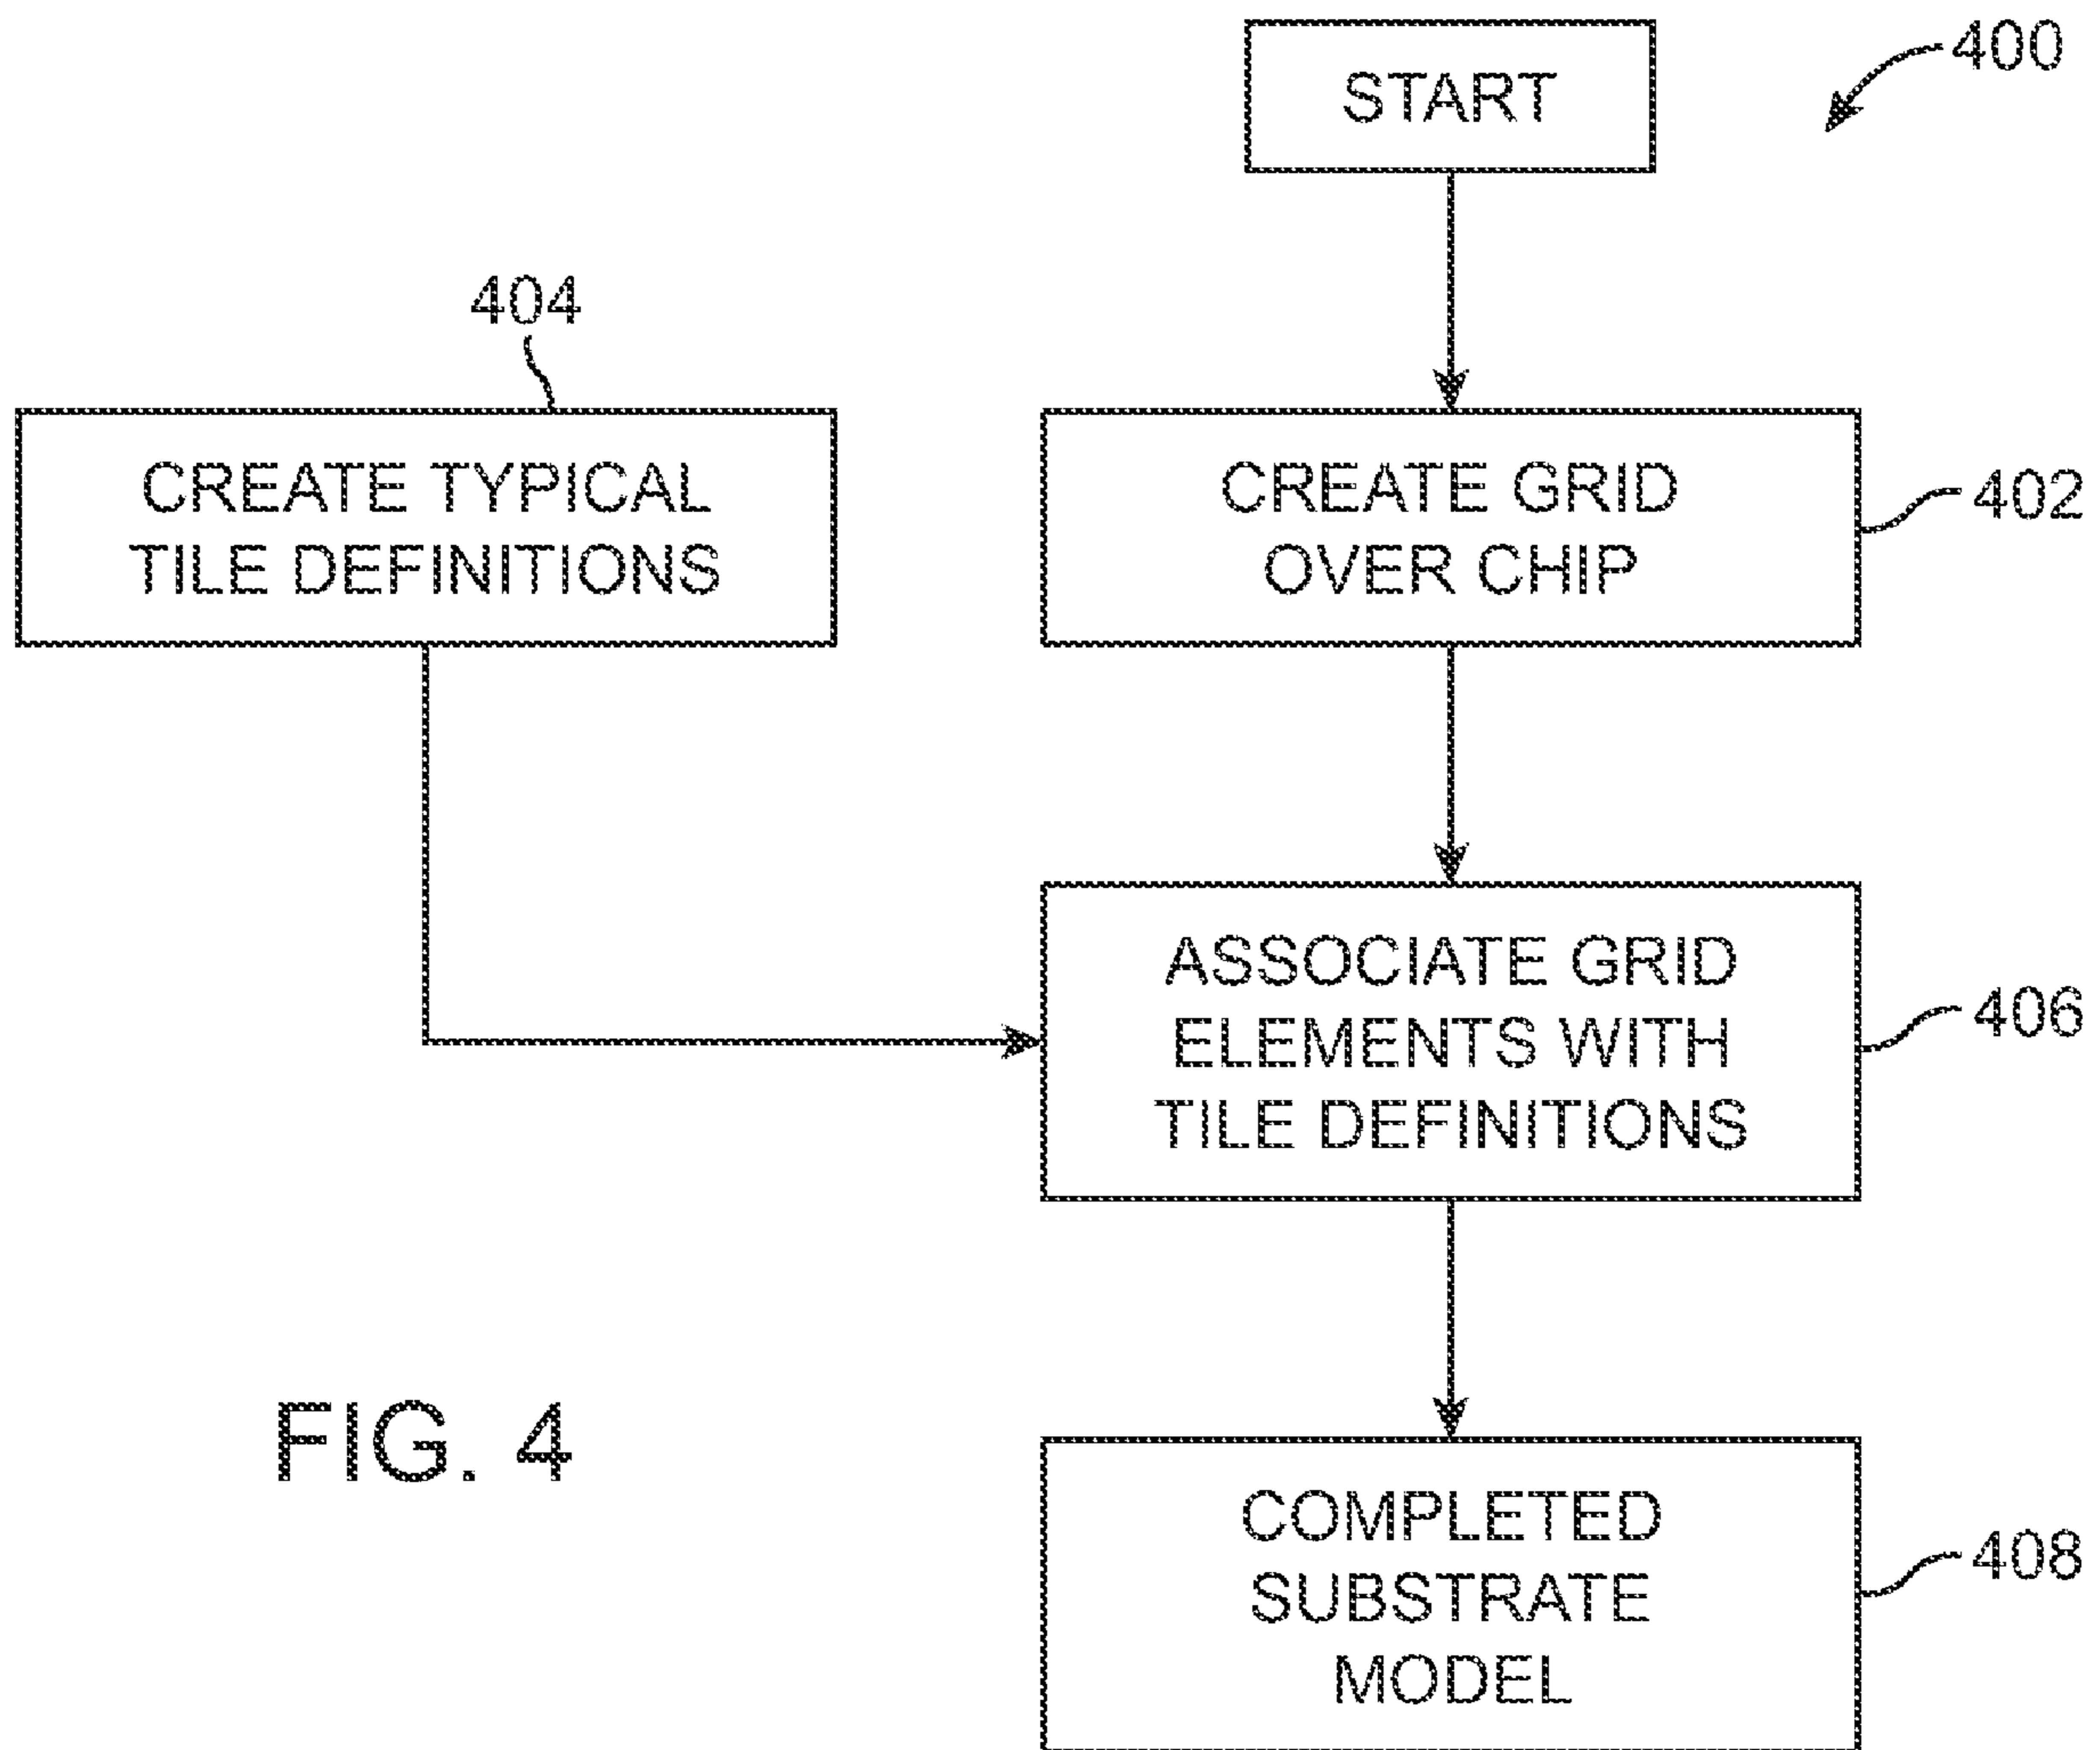 START
400
404
CREATE TYPICAL
TILE DEFINITIONS
CREATE GRID
OVER CHIP
402
ASSOCIATE GRID
ELEMENTS WITH
TILE DEFINITIONS
406
FIG. 4
COMPLETED
SUBSTRATE
MODEL
408